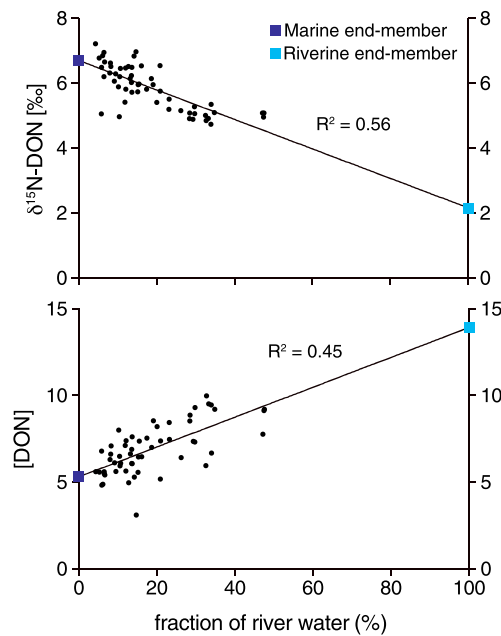 Marine end-member
Riverine end-member
8 8
6 6
4 4
2 2
0 0
δ¹⁵N-DON [‰]
R² = 0.56
15 15
10 10
5 5
0 0
[DON]
R² = 0.45
0 20 40 60 80 100
fraction of river water (%)